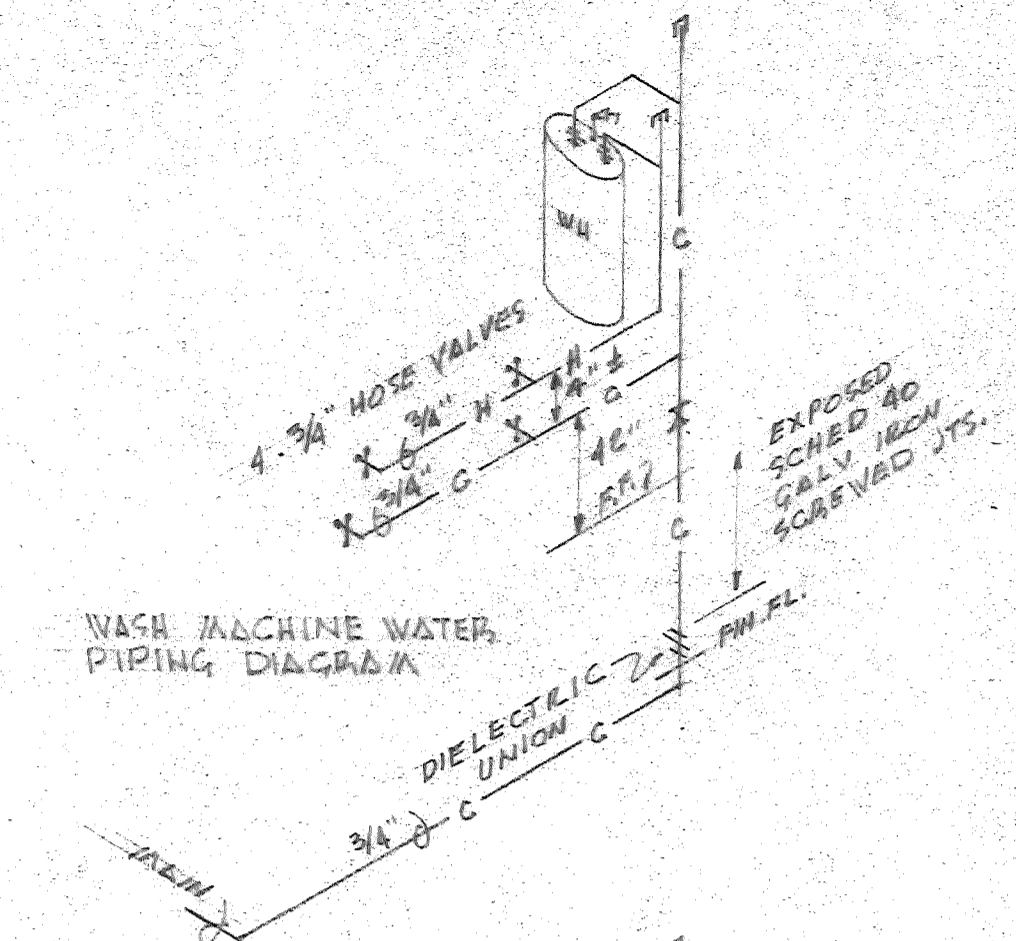 WH
C
4 - 3/4" HOSE VALVES
H
4" ±
3/4"
H
C
3/4"
C
42"
F.F.
C
EXPOSED
SCHED 40
GALV IRON
SCREWED JTS.
WASH MACHINE WATER
PIPING DIAGRAM
FIN. FL.
DIELECTRIC
UNION
C
C
3/4"
MAIN